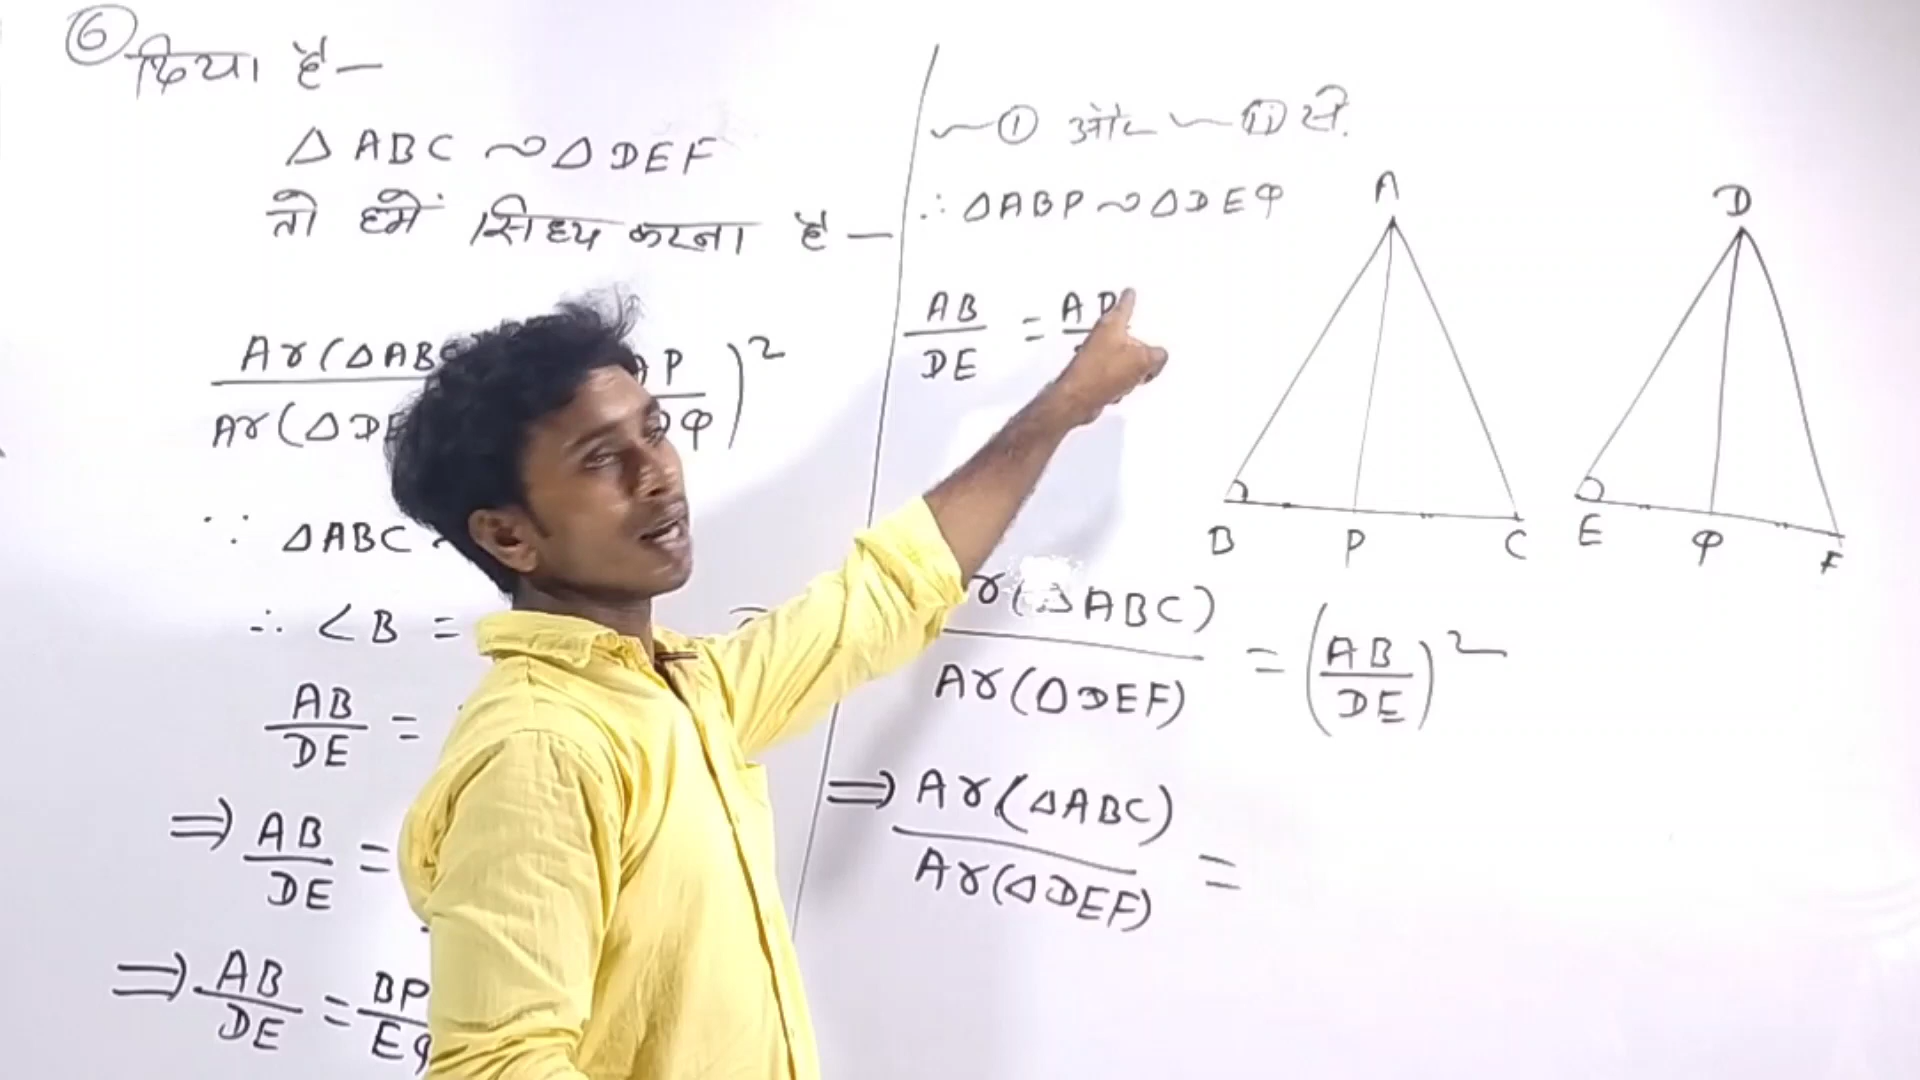 ⑥ दिया है—
△ABC ∼ △DEF
तो हमें सिध्य करना है—
Ar(△AB
Ar(△DE
P
Q )²
∵ △ABC
∴ ∠B =
AB/DE =
⇒ AB/DE =
⇒ AB/DE = BP/EQ
① और ⑪ से.
∴ △ABP ∼ △DEQ
AB/DE = AP
A
B P C
D
E Q F
r(△ABC)/Ar(△DEF) = (AB/DE)²
⇒ Ar(△ABC)/Ar(△DEF) =